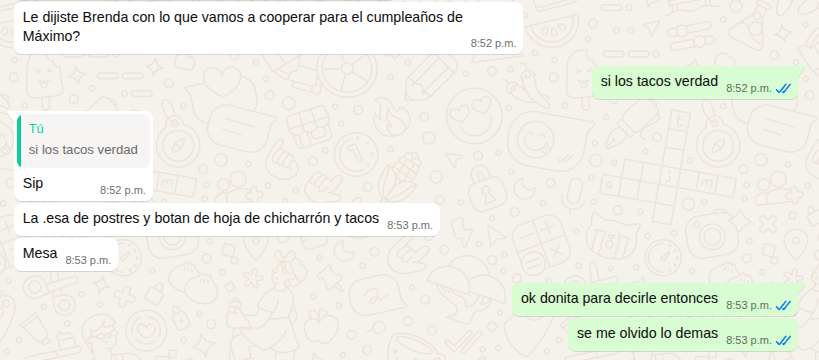 Le dijiste Brenda con lo que vamos a cooperar para el cumpleaños de
Máximo?
8:52 p.m.
si los tacos verdad 8:52 p.m.
Tú
si los tacos verdad
Sip 8:52 p.m.
La .esa de postres y botan de hoja de chicharrón y tacos 8:53 p.m.
Mesa 8:53 p.m.
ok donita para decirle entonces 8:53 p.m.
se me olvido lo demas 8:53 p.m.